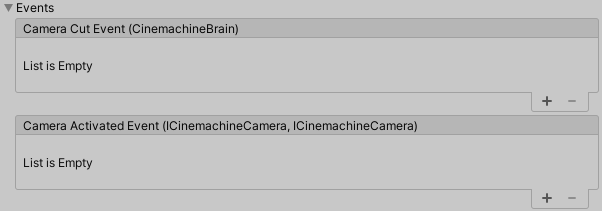 Events
Camera Cut Event (CinemachineBrain)
List is Empty
Camera Activated Event (ICinemachineCamera, ICinemachineCamera)
List is Empty